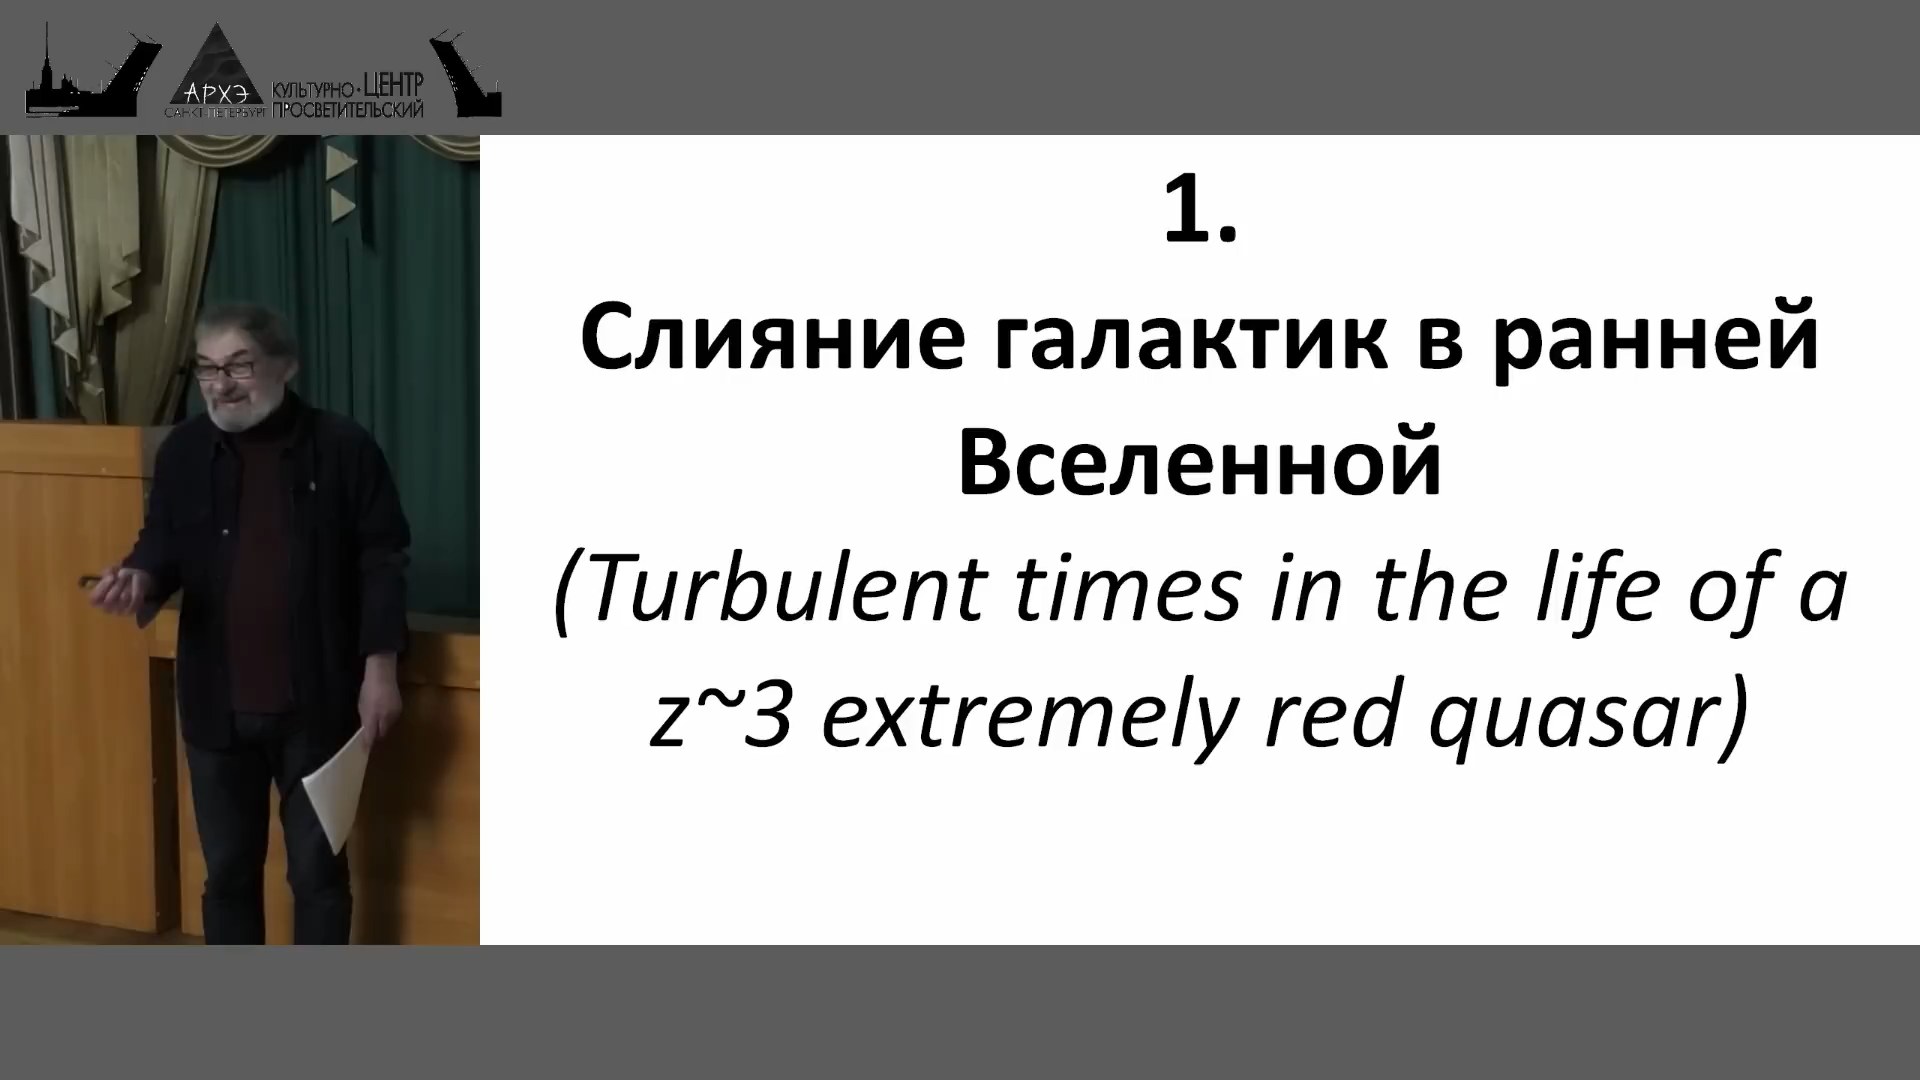 АРХЭ
САНКТ-ПЕТЕРБУРГ
КУЛЬТУРНО-ЦЕНТР
ПРОСВЕТИТЕЛЬСКИЙ
1.
Слияние галактик в ранней
Вселенной
(Turbulent times in the life of a
z~3 extremely red quasar)